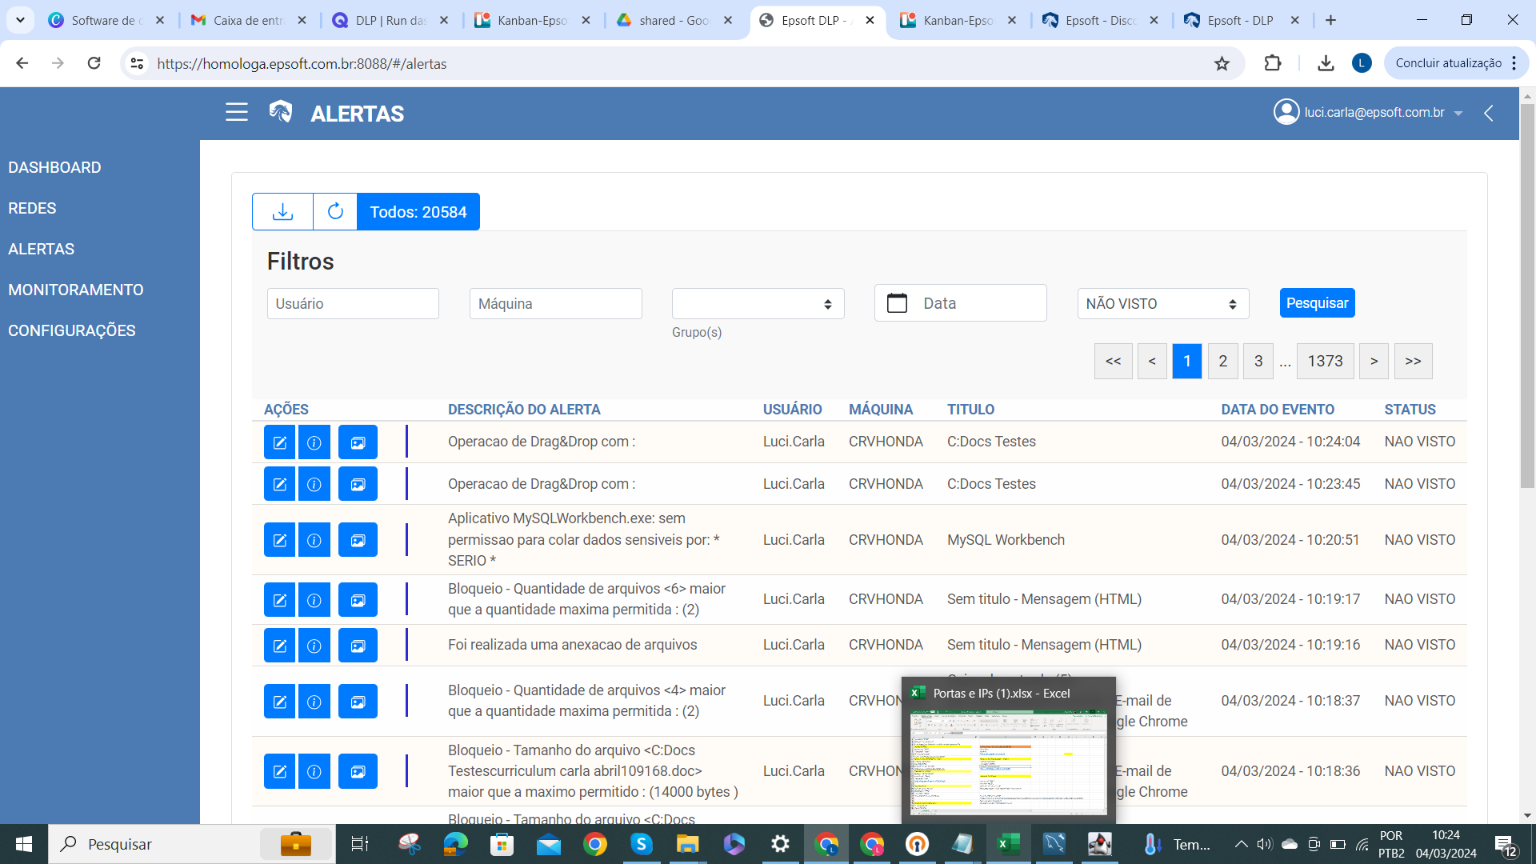 Software de
Caixa de entr
DLP | Run das
Kanban-Epso
shared - Goo
Epsoft DLP -
Kanban-Epso
Epsoft - Disc
Epsoft - DLP
https://homologa.epsoft.com.br:8088/#/alertas
L
Concluir atualização
ALERTAS
luci.carla@epsoft.com.br
DASHBOARD
REDES
ALERTAS
MONITORAMENTO
CONFIGURAÇÕES
Todos: 20584
Filtros
Usuário
Máquina
Grupo(s)
Data
NÃO VISTO
Pesquisar
<< < 1 2 3 ... 1373 > >>
AÇÕES DESCRIÇÃO DO ALERTA USUÁRIO MÁQUINA TITULO DATA DO EVENTO STATUS
Operacao de Drag&Drop com : Luci.Carla CRVHONDA C:Docs Testes 04/03/2024 - 10:24:04 NAO VISTO
Operacao de Drag&Drop com : Luci.Carla CRVHONDA C:Docs Testes 04/03/2024 - 10:23:45 NAO VISTO
Aplicativo MySQLWorkbench.exe: sem
permissao para colar dados sensiveis por: *
SERIO *
Luci.Carla CRVHONDA MySQL Workbench 04/03/2024 - 10:20:51 NAO VISTO
Bloqueio - Quantidade de arquivos <6> maior
que a quantidade maxima permitida : (2)
Luci.Carla CRVHONDA Sem titulo - Mensagem (HTML) 04/03/2024 - 10:19:17 NAO VISTO
Foi realizada uma anexacao de arquivos Luci.Carla CRVHONDA Sem titulo - Mensagem (HTML) 04/03/2024 - 10:19:16 NAO VISTO
Bloqueio - Quantidade de arquivos <4> maior
que a quantidade maxima permitida : (2)
Luci.Carla CRVHON E-mail de
gle Chrome
04/03/2024 - 10:18:37 NAO VISTO
Bloqueio - Tamanho do arquivo <C:Docs
Testescurriculum carla abril109168.doc>
maior que a maximo permitido : (14000 bytes )
Luci.Carla CRVHON E-mail de
gle Chrome
04/03/2024 - 10:18:36 NAO VISTO
Bloqueio - Tamanho do arquivo <C:Docs
Portas e IPs (1).xlsx - Excel
Pesquisar
Tem...
POR
PTB2
10:24
04/03/2024
12